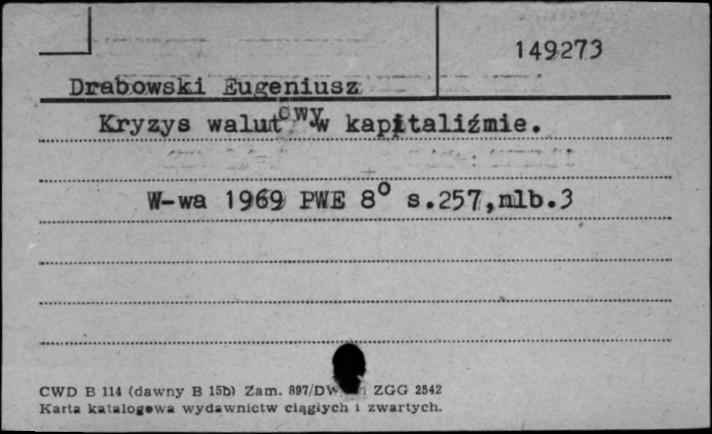 149273
Drabowski Eugeniusz
Kryzys walutowy w kapitaliźmie.
W-wa 1969 PWE 8° s.257,nlb.3
CWD B 114 (dawny B 15b) Zam. 897/DW ZGG 2542
Karta katalogowa wydawnictw ciągłych i zwartych.